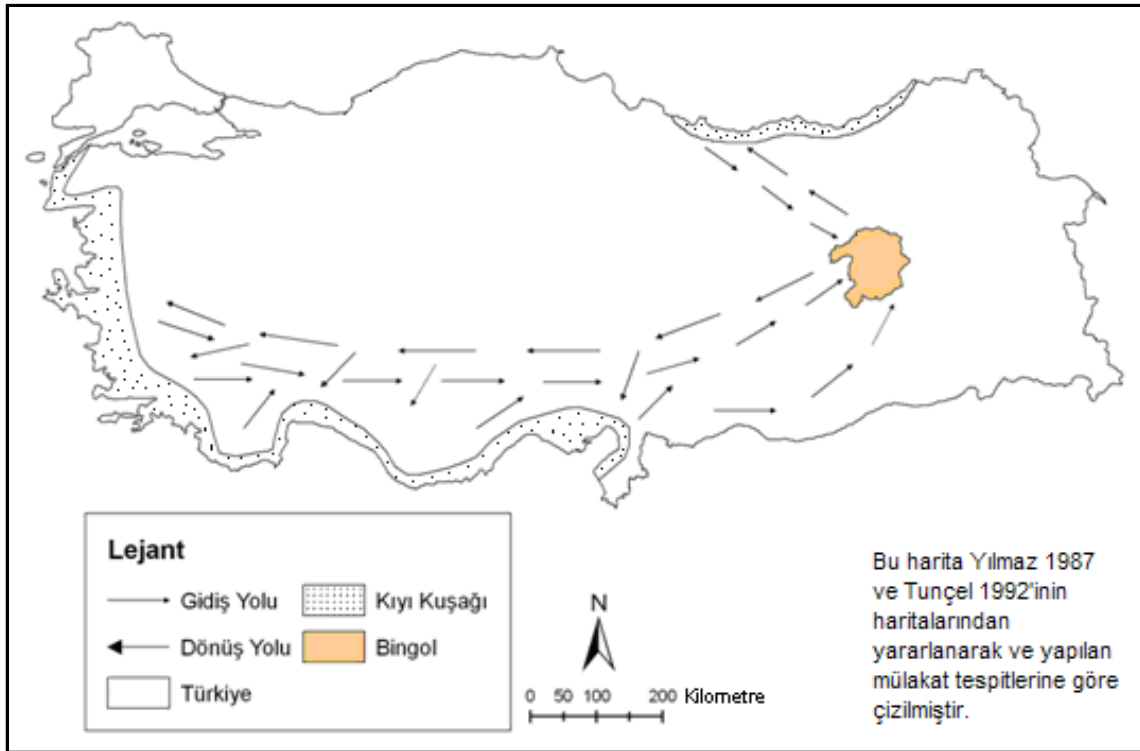 Lejant
Gidiş Yolu
Kıyı Kuşağı
Dönüş Yolu
Bingol
Türkiye
N
0 50 100 200 Kilometre
Bu harita Yılmaz 1987
ve Tunçel 1992'inin
haritalarından
yararlanarak ve yapılan
mülakat tespitlerine göre
çizilmiştir.